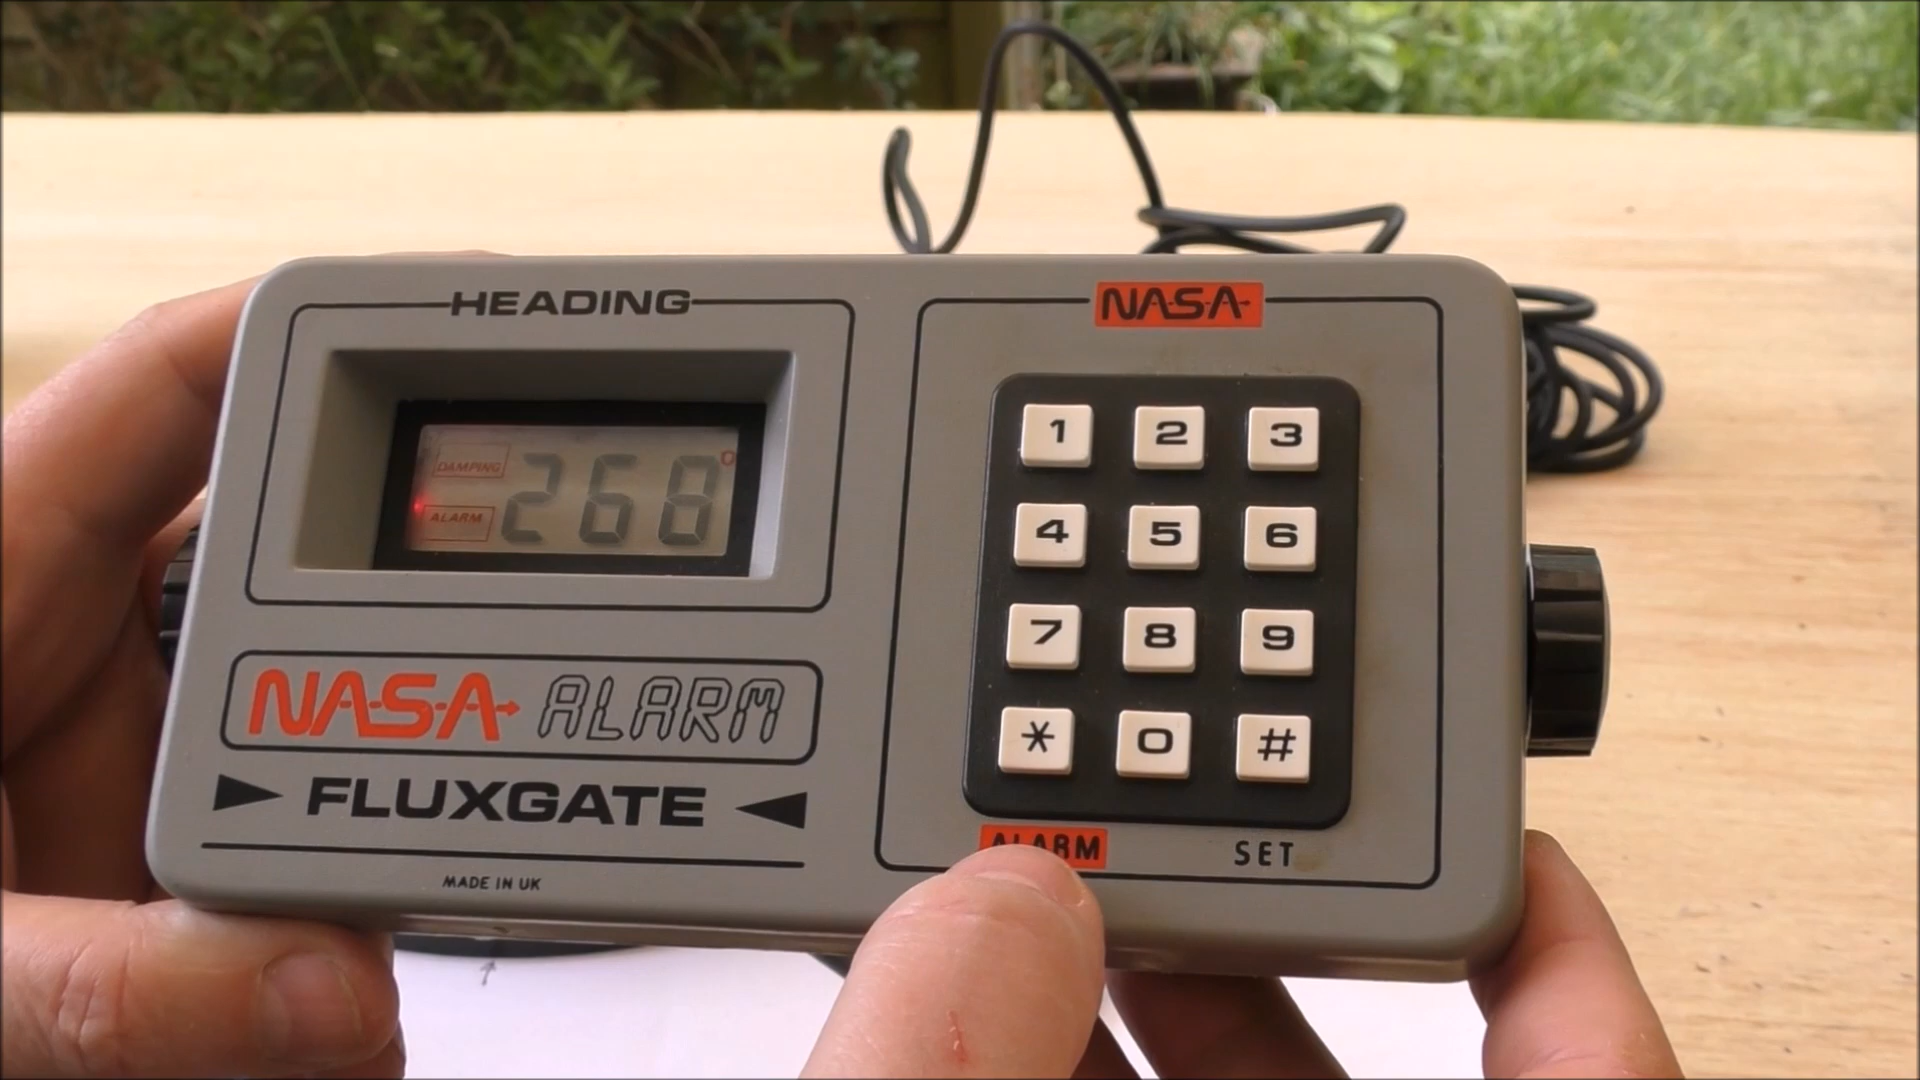 HEADING
NASA
DAMPING
268°
ALARM
1 2 3
4 5 6
7 8 9
* 0 #
NASA ALARM
FLUXGATE
ALARM SET
MADE IN UK